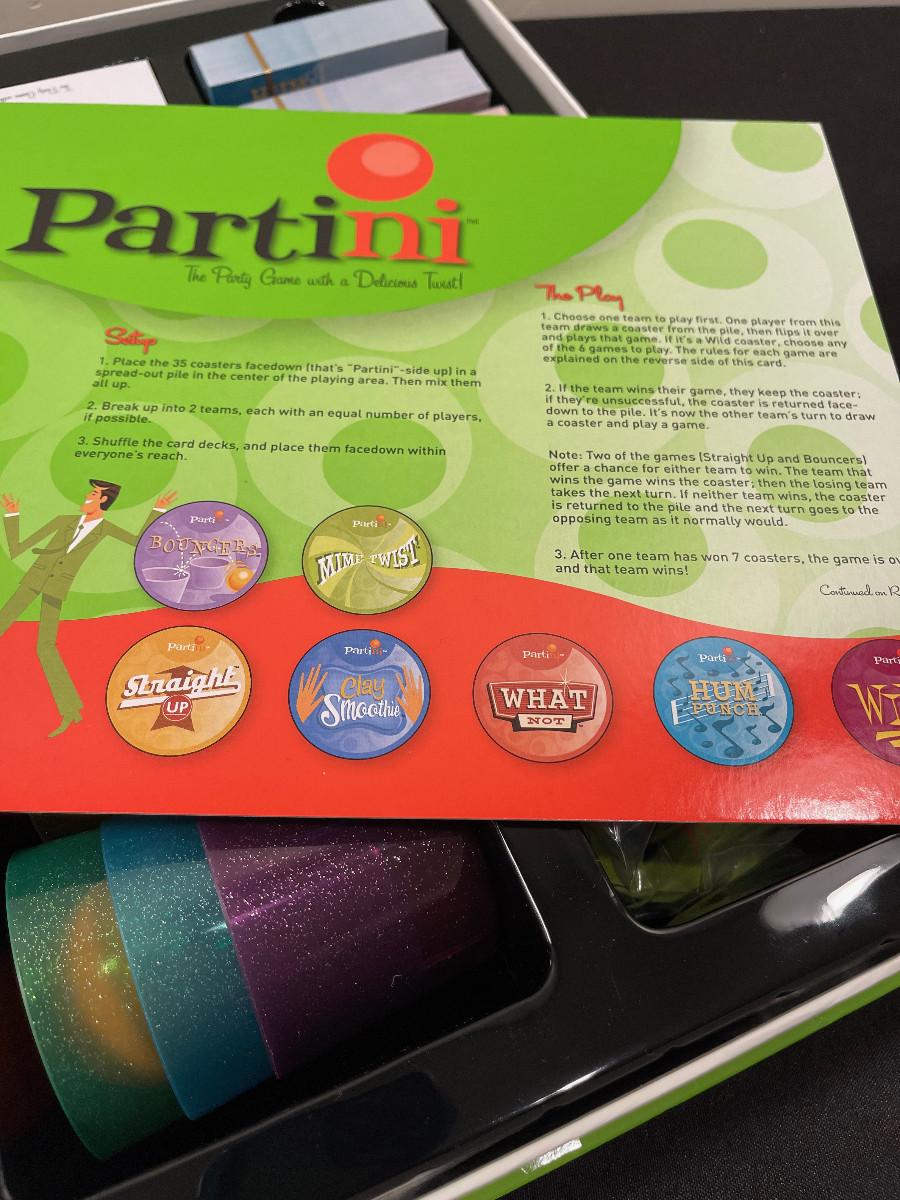 Partini™
The Party Game with a Delicious Twist!
Setup
1. Place the 35 coasters facedown (that's "Partini"-side up) in a
spread-out pile in the center of the playing area. Then mix them
all up.
2. Break up into 2 teams, each with an equal number of players,
if possible.
3. Shuffle the card decks, and place them facedown within
everyone's reach.
The Play
1. Choose one team to play first. One player from this
team draws a coaster from the pile, then flips it over
and plays that game. If it's a Wild coaster, choose any
of the 6 games to play. The rules for each game are
explained on the reverse side of this card.
2. If the team wins their game, they keep the coaster;
if they're unsuccessful, the coaster is returned face-
down to the pile. It's now the other team's turn to draw
a coaster and play a game.
Note: Two of the games (Straight Up and Bouncers)
offer a chance for either team to win. The team that
wins the game wins the coaster; then the losing team
takes the next turn. If neither team wins, the coaster
is returned to the pile and the next turn goes to the
opposing team as it normally would.
3. After one team has won 7 coasters, the game is ov
and that team wins!
Continued on R
Partini
BOUNCERS
Partini
MIME TWIST
Partini
Straight
UP
Partini
Clay
Smoothie
Partini
WHAT
NOT
Partini
HUM
PUNCH
Parti
WI